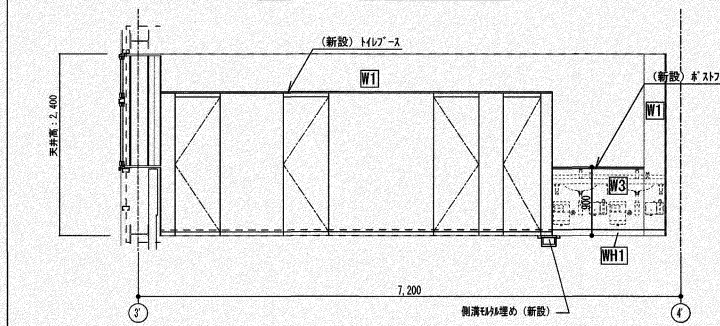 (新設) トイレブース
W1
(新設) ポストフ
W1
天井高:2,400
W3
900
WH1
7,200
側溝モルタル埋め (新設)
3'
4'